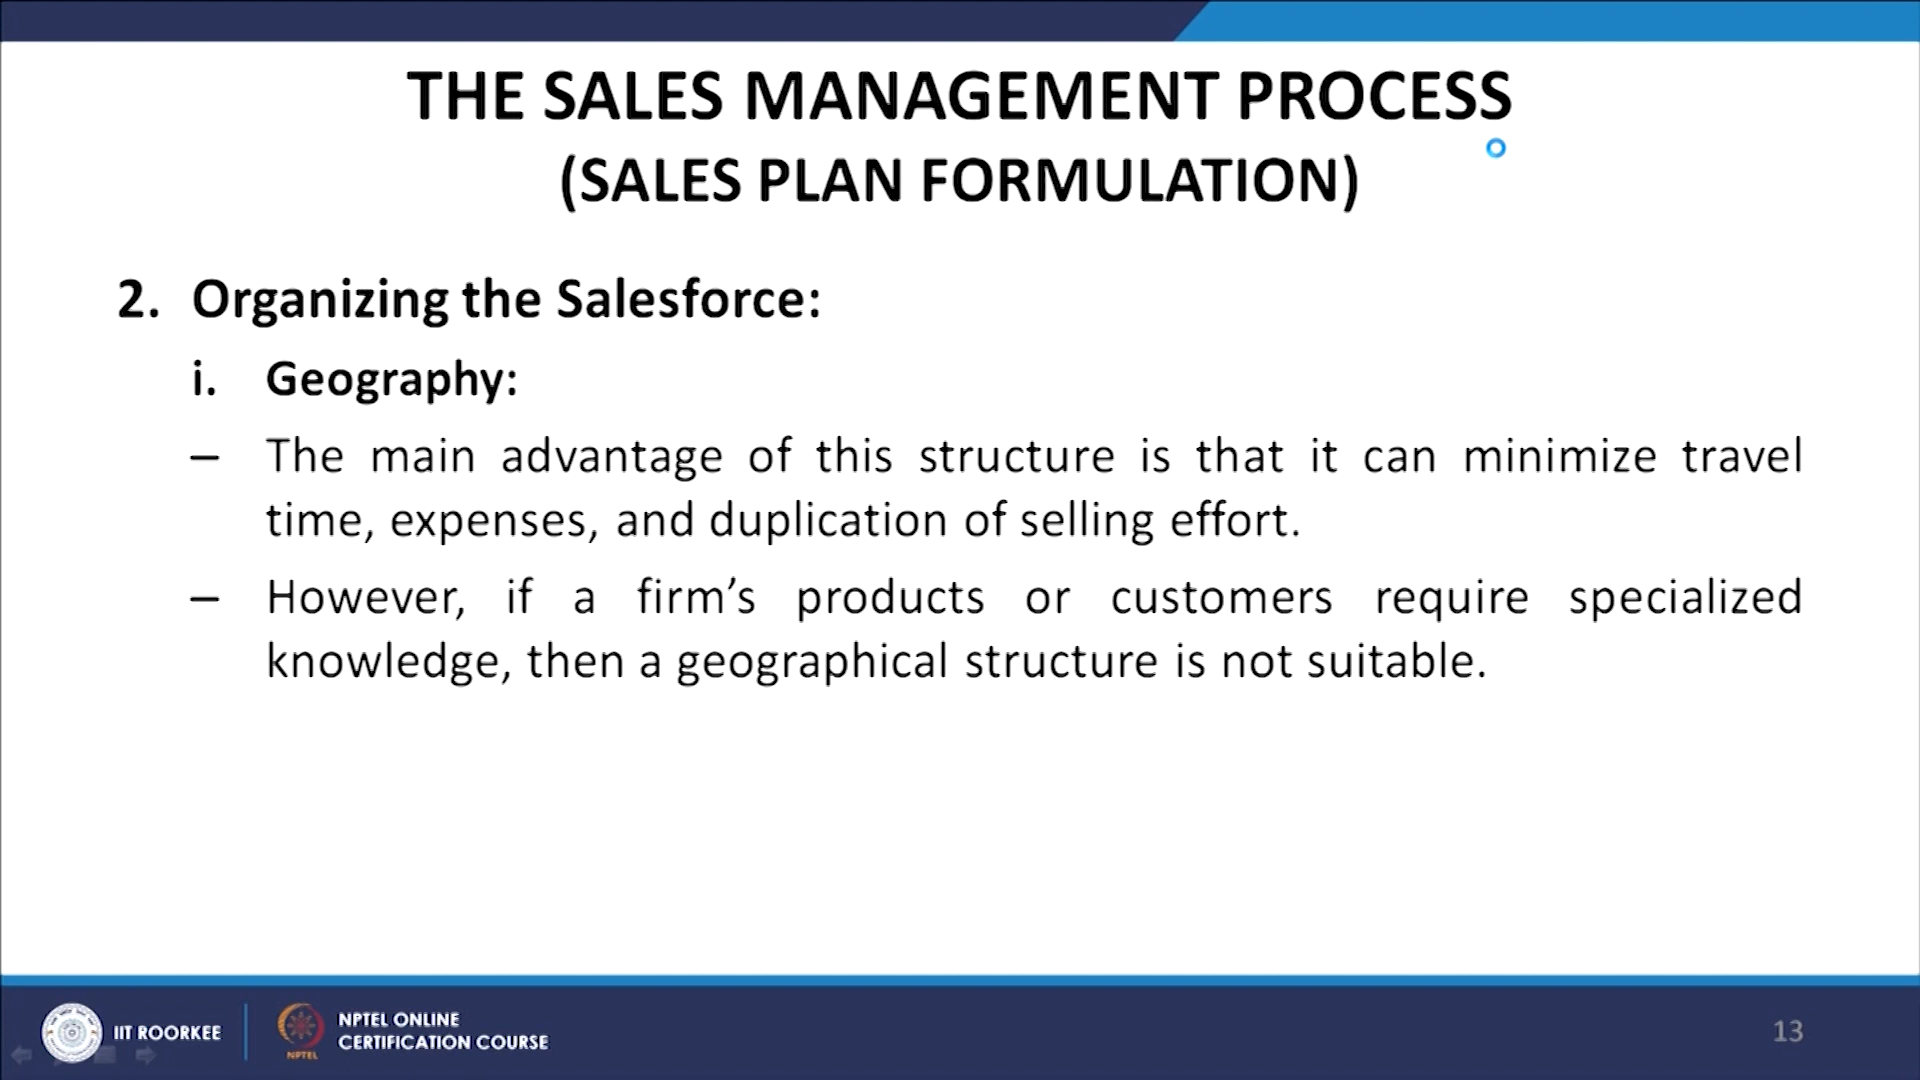 THE SALES MANAGEMENT PROCESS
(SALES PLAN FORMULATION)
2. Organizing the Salesforce:
i. Geography:
– The main advantage of this structure is that it can minimize travel
time, expenses, and duplication of selling effort.
– However, if a firm’s products or customers require specialized
knowledge, then a geographical structure is not suitable.
IIT ROORKEE
NPTEL
NPTEL ONLINE
CERTIFICATION COURSE
13